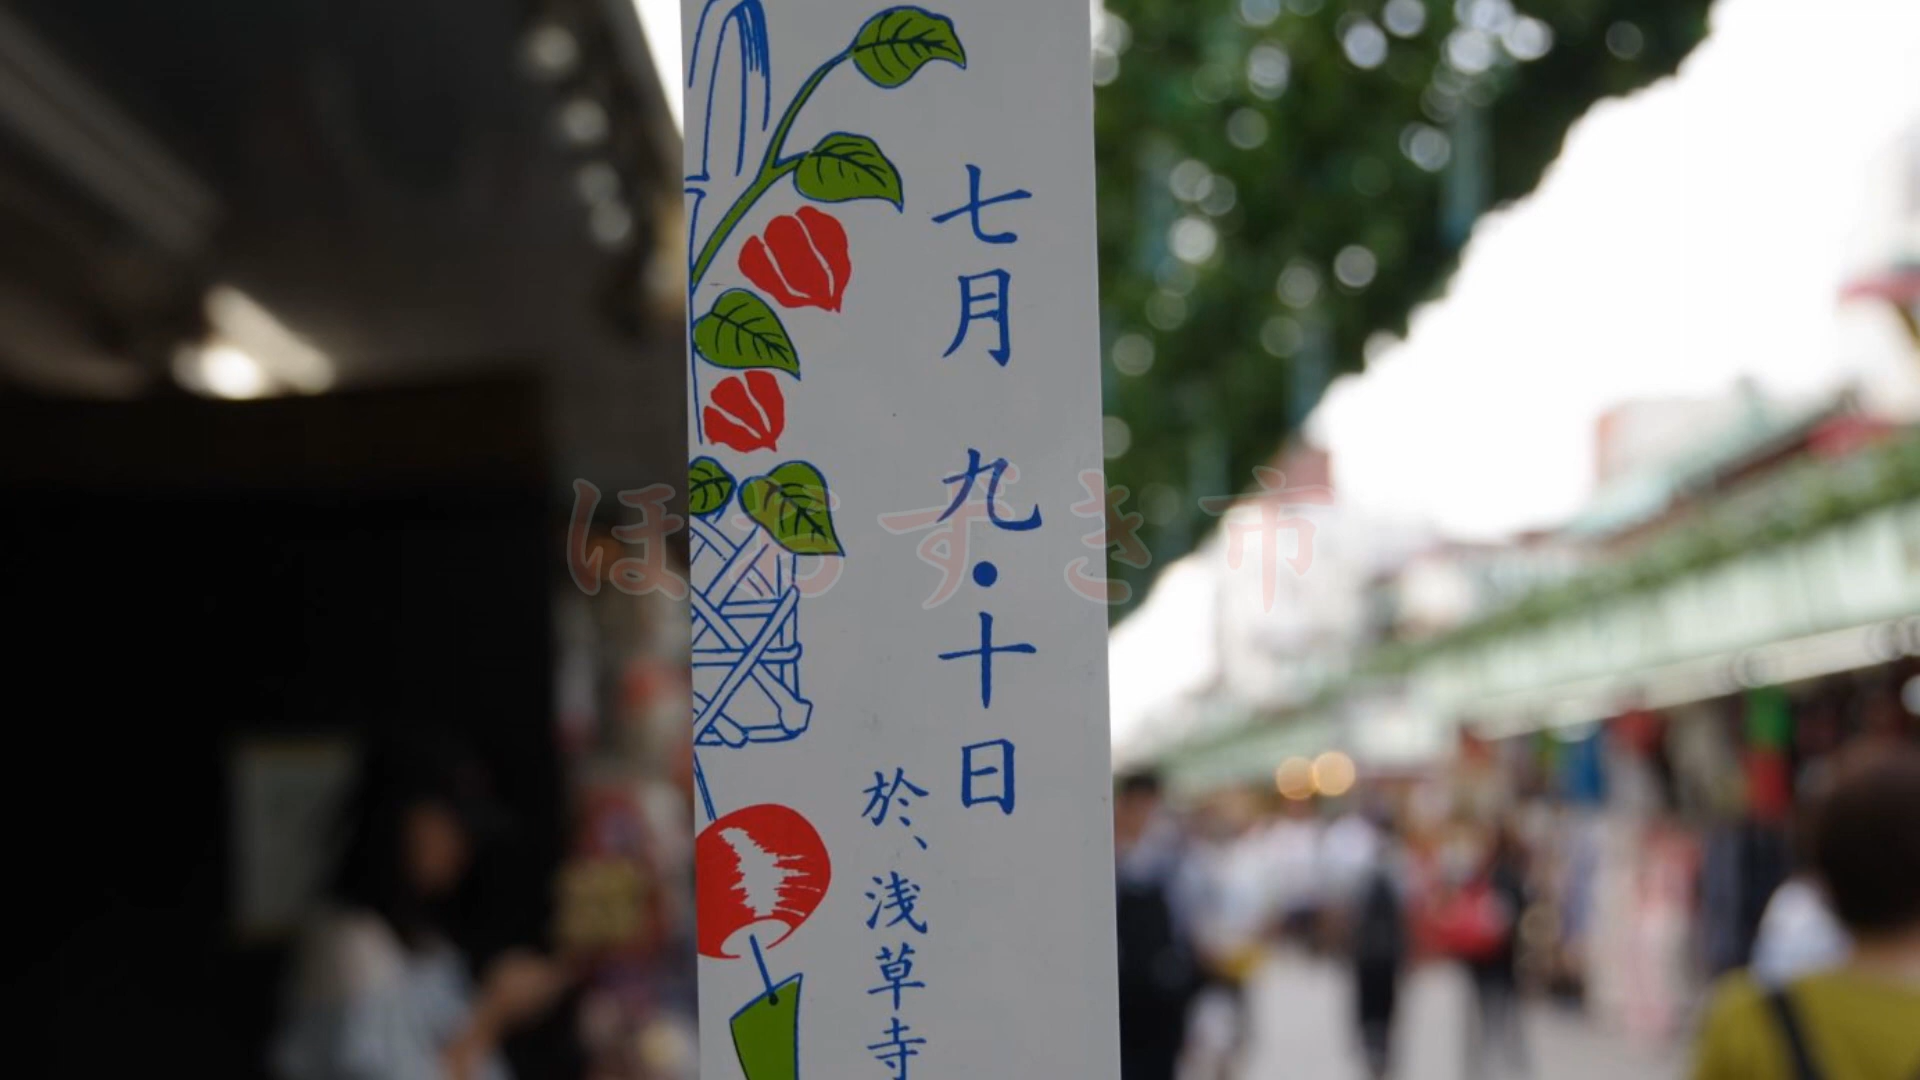 七月 九・十日
於、浅草寺
ほおずき市